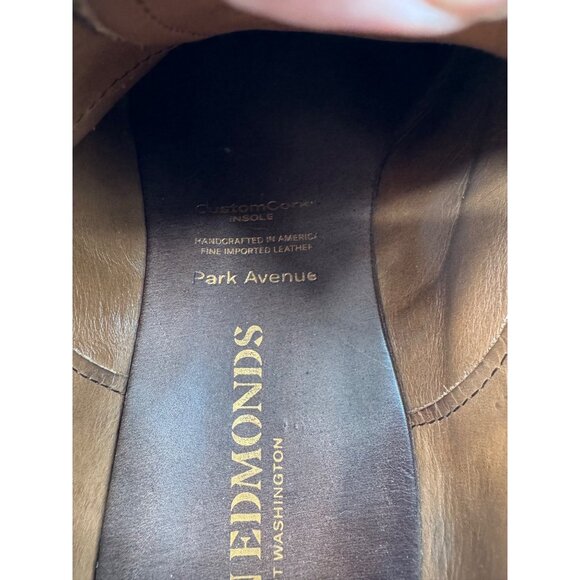 CustomCork
INSOLE
HANDCRAFTED IN AMERICA
FINE IMPORTED LEATHER
Park Avenue
N EDMONDS
T WASHINGTON